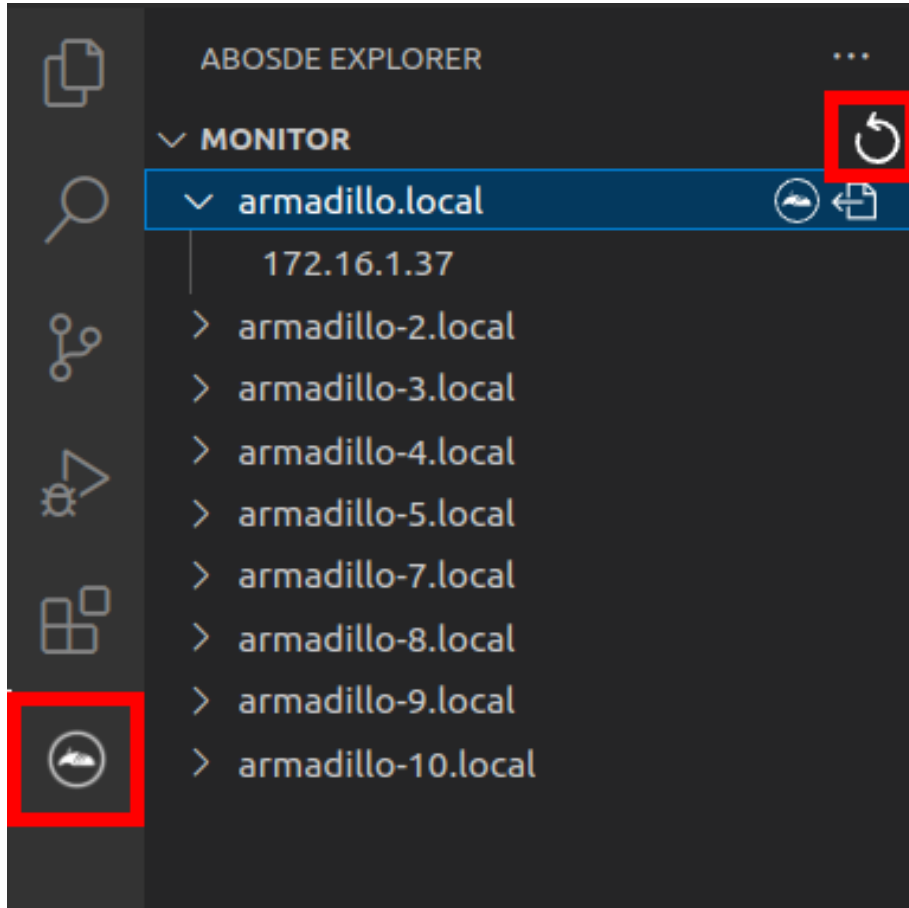 ABOSDE EXPLORER
MONITOR
armadillo.local
172.16.1.37
armadillo-2.local
armadillo-3.local
armadillo-4.local
armadillo-5.local
armadillo-7.local
armadillo-8.local
armadillo-9.local
armadillo-10.local